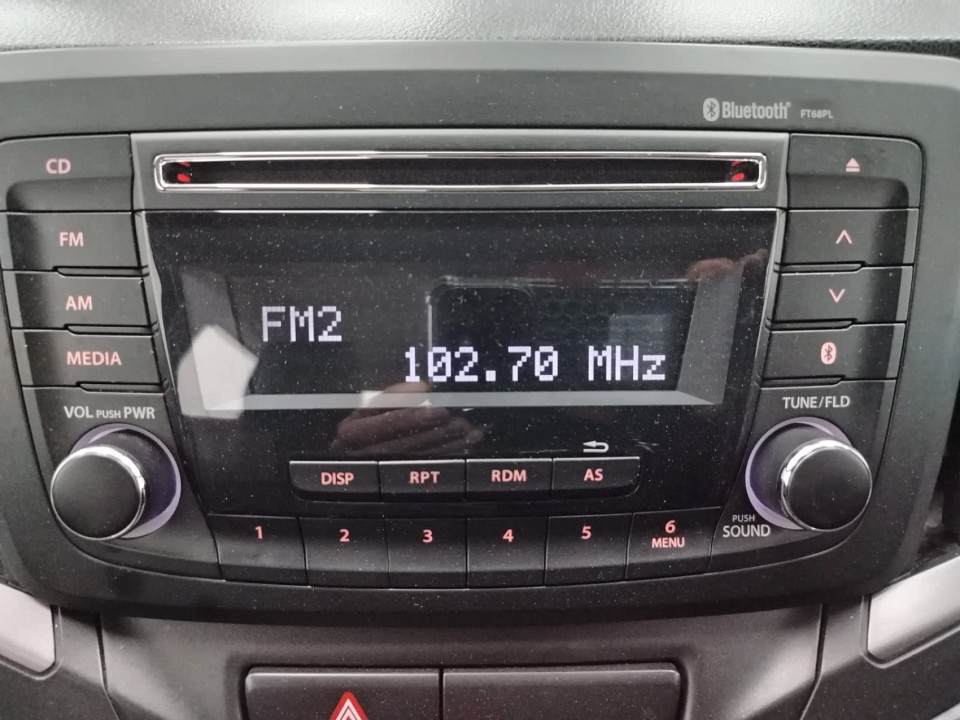 Bluetooth® FT68PL
CD
FM
AM
MEDIA
VOL PUSH PWR
FM2
102.70 MHz
TUNE/FLD
DISP RPT RDM AS
PUSH
SOUND
1 2 3 4 5 6
MENU